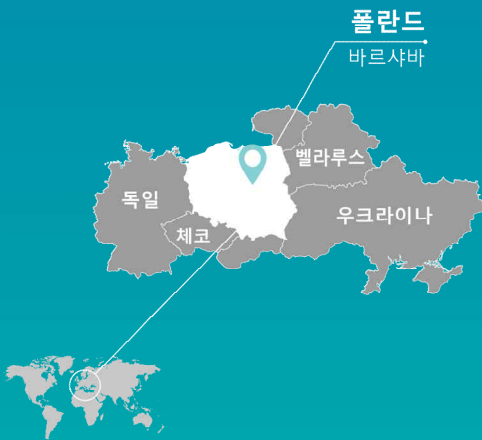 폴란드
바르샤바
벨라루스
독일
우크라이나
체코